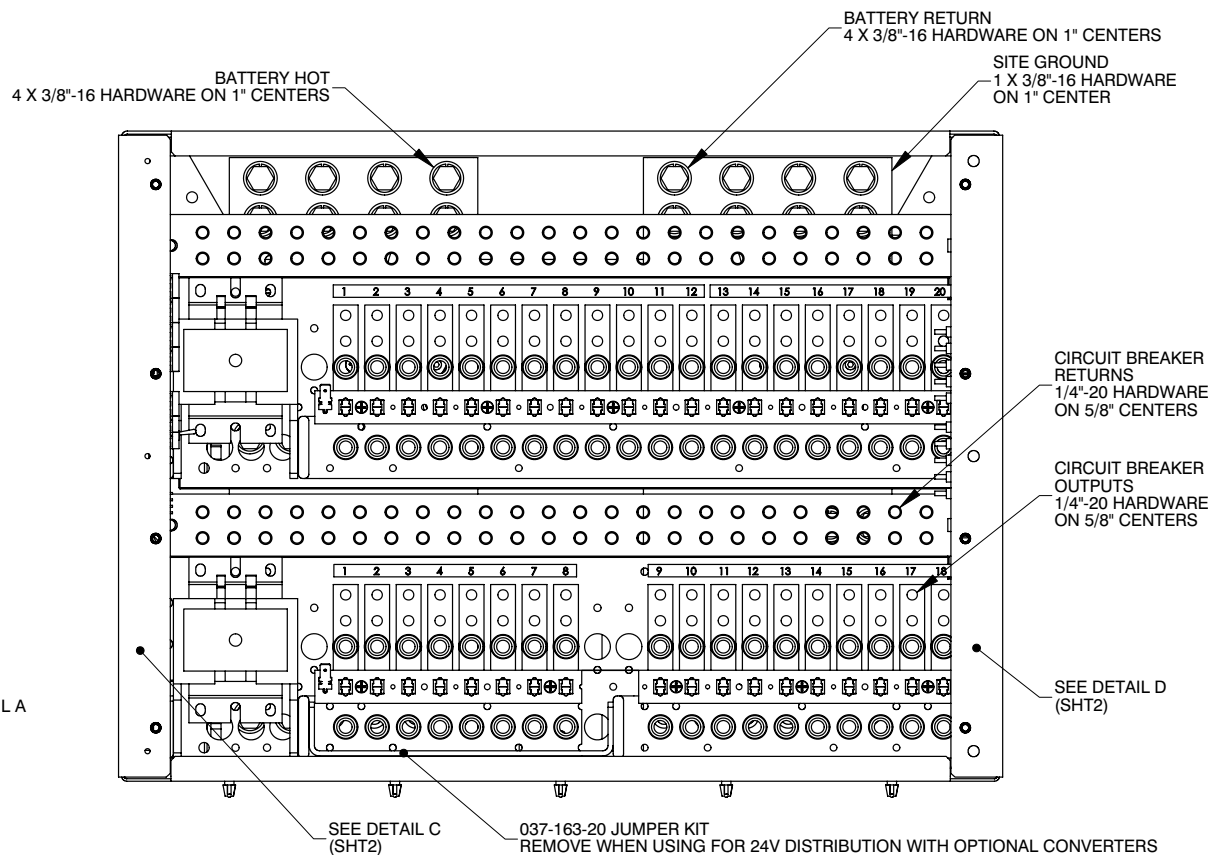 BATTERY RETURN
4 X 3/8"-16 HARDWARE ON 1" CENTERS
SITE GROUND
1 X 3/8"-16 HARDWARE
ON 1" CENTER
BATTERY HOT
4 X 3/8"-16 HARDWARE ON 1" CENTERS
1 2 3 4 5 6 7 8 9 10 11 12 13 14 15 16 17 18 19 20
CIRCUIT BREAKER
RETURNS
1/4"-20 HARDWARE
ON 5/8" CENTERS
CIRCUIT BREAKER
OUTPUTS
1/4"-20 HARDWARE
ON 5/8" CENTERS
1 2 3 4 5 6 7 8 9 10 11 12 13 14 15 16 17 18
SEE DETAIL D
(SHT2)
L A
SEE DETAIL C
(SHT2)
037-163-20 JUMPER KIT
REMOVE WHEN USING FOR 24V DISTRIBUTION WITH OPTIONAL CONVERTERS